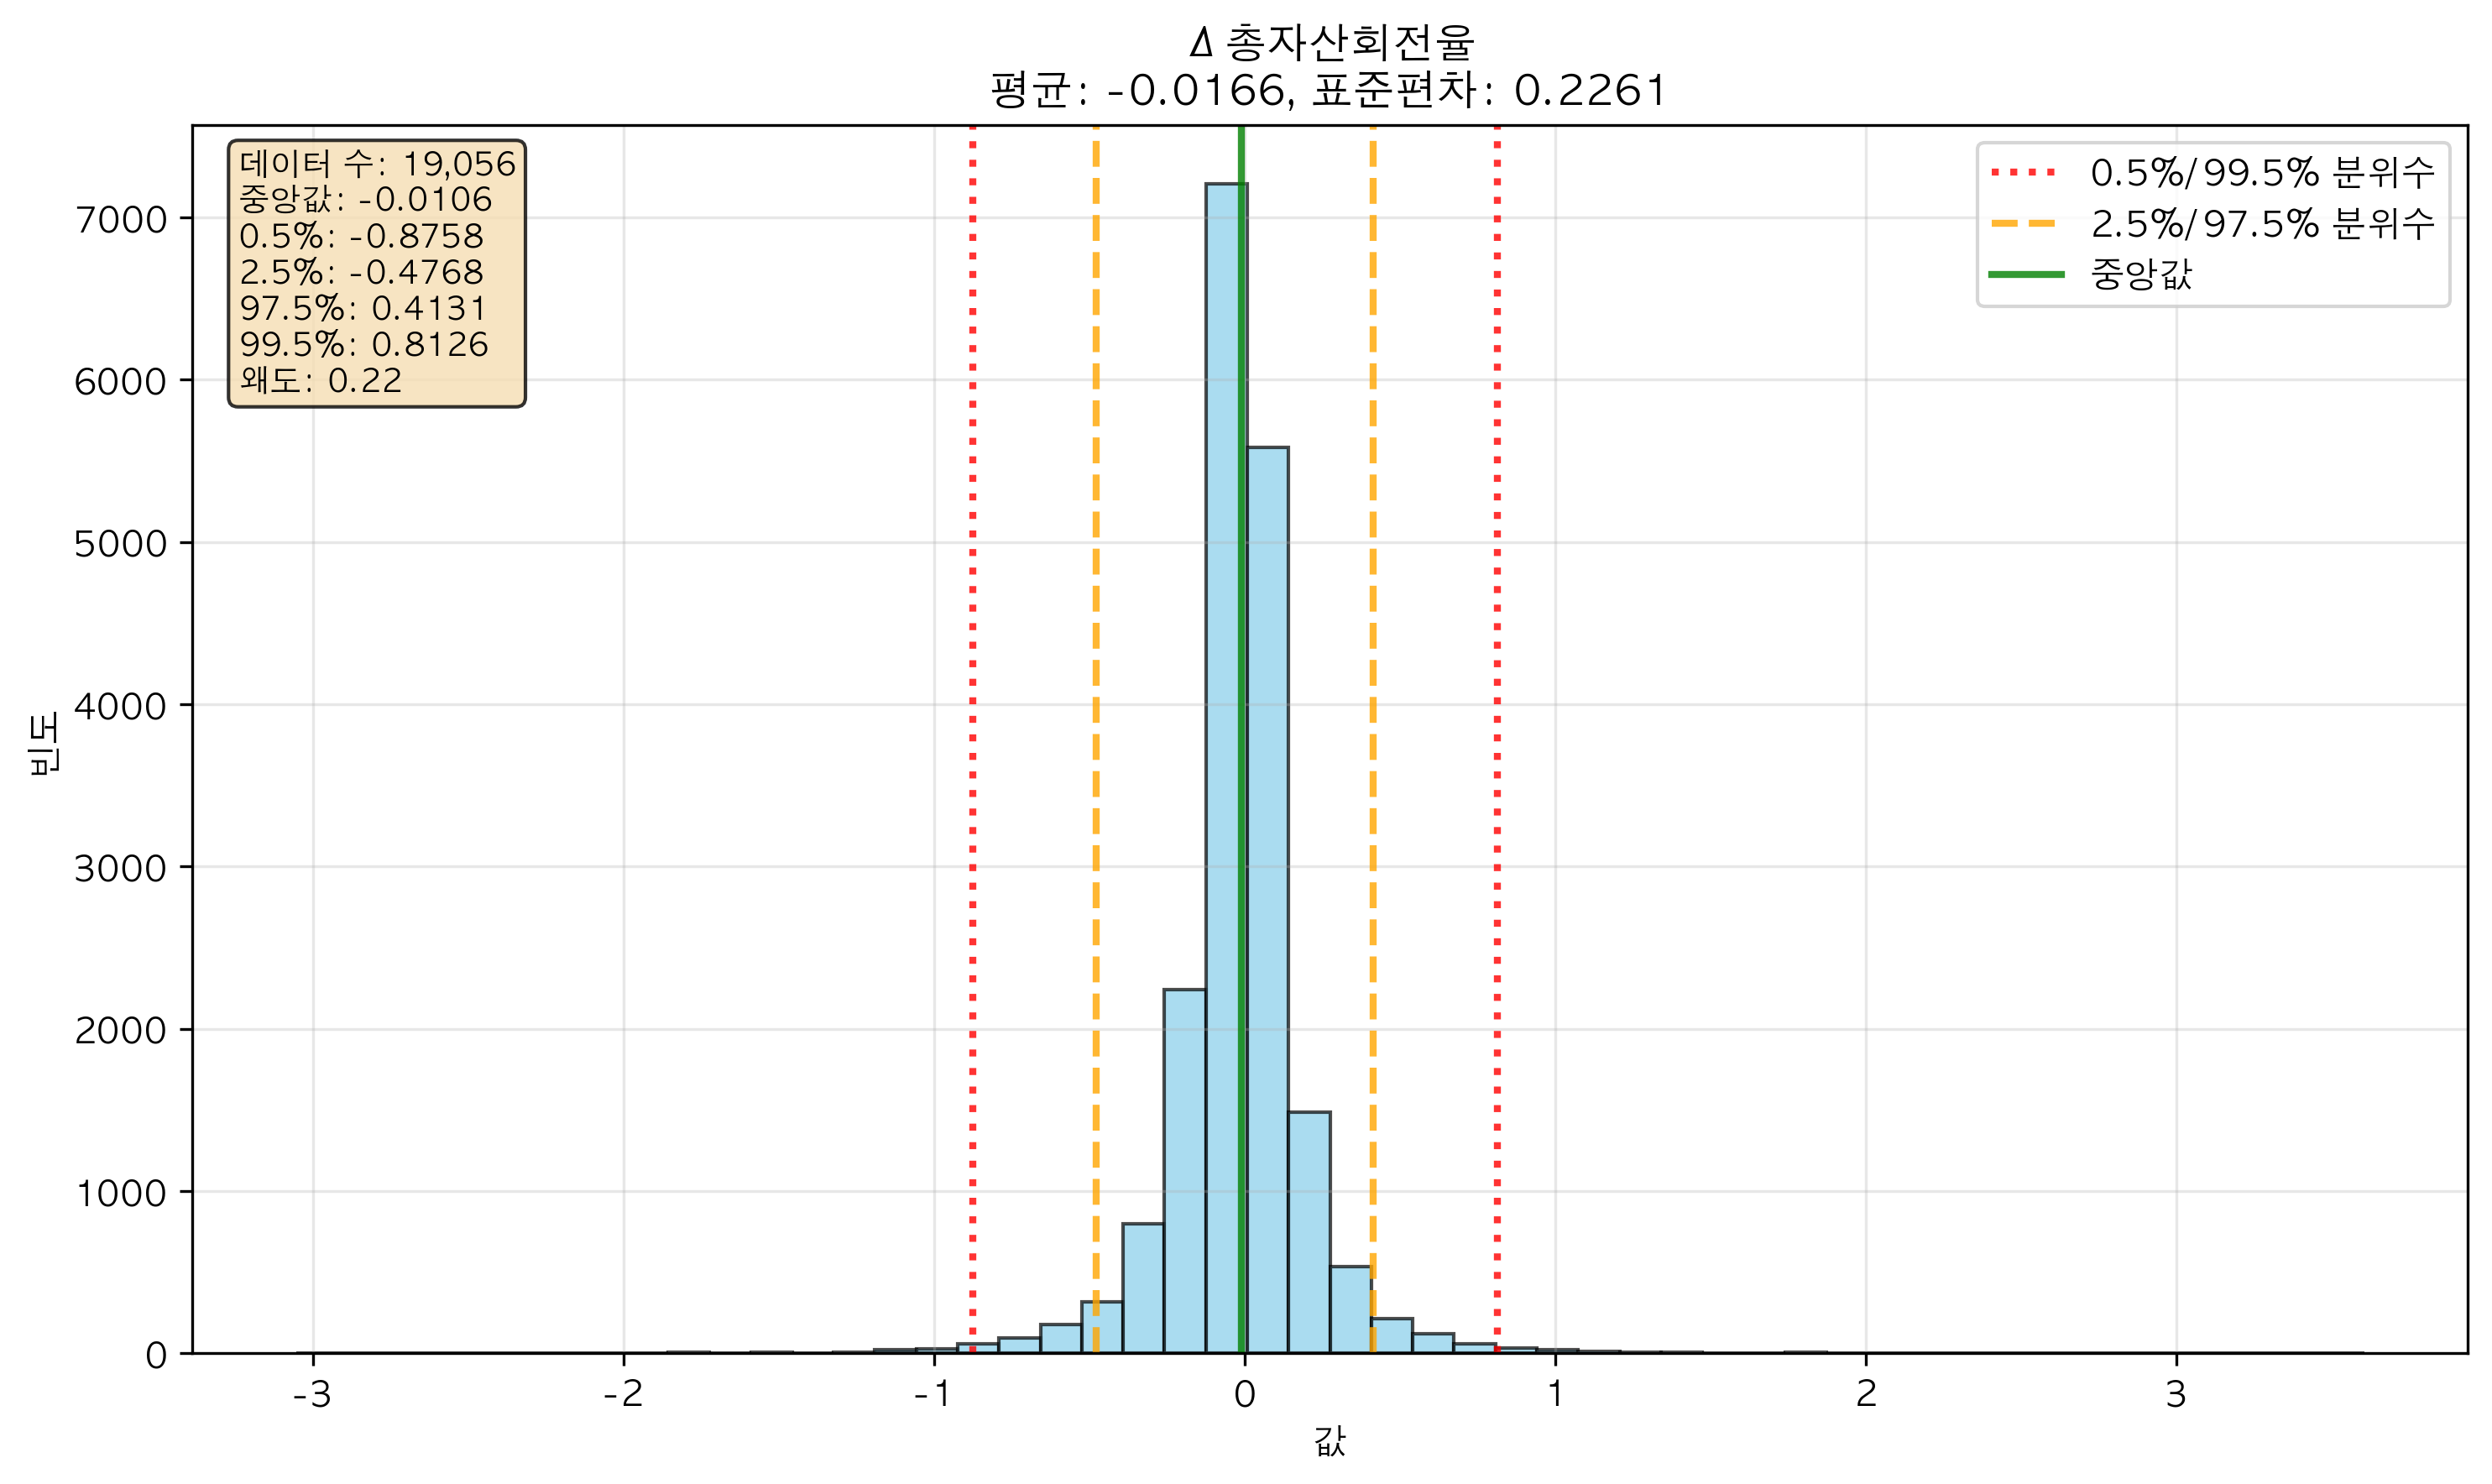 Δ 총자산회전율
평균: -0.0166, 표준편차: 0.2261
데이터 수: 19,056
중앙값: -0.0106
0.5%: -0.8758
2.5%: -0.4768
97.5%: 0.4131
99.5%: 0.8126
왜도: 0.22
0.5%/99.5% 분위수
2.5%/97.5% 분위수
중앙값
7000
6000
5000
4000
3000
2000
1000
0
빈도
-3 -2 -1 0 1 2 3
값